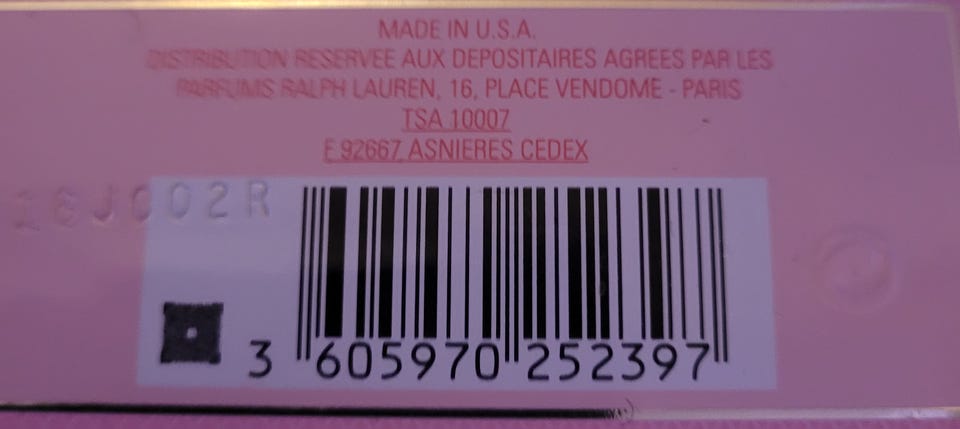 MADE IN U.S.A.
DISTRIBUTION RESERVEE AUX DEPOSITAIRES AGREES PAR LES
PARFUMS RALPH LAUREN, 16, PLACE VENDOME - PARIS
TSA 10007
F 92667 ASNIERES CEDEX
16J002R
3 605970 252397